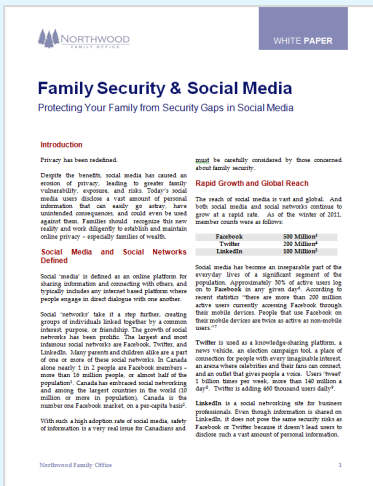 NORTHWOOD
FAMILY OFFICE
WHITE PAPER
Family Security & Social Media
Protecting Your Family from Security Gaps in Social Media
Introduction
Privacy has been redefined.
Despite the benefits, social media has caused an
erosion of privacy, leading to greater family
vulnerability, exposure, and risks. Today's social
media users disclose a vast amount of personal
information that can easily go astray, have
unintended consequences, and could even be used
against them. Families should recognize this new
reality and work diligently to establish and maintain
online privacy – especially families of wealth.
Social Media and Social Networks
Defined
Social 'media' is defined as an online platform for
sharing information and connecting with others, and
typically includes any internet based platform where
people engage in direct dialogue with one another.
Social 'networks' take it a step further, creating
groups of individuals linked together by a common
interest, purpose, or friendship. The growth of social
networks has been prolific. The largest and most
infamous social networks are Facebook, Twitter, and
LinkedIn. Many parents and children alike are a part
of one or more of these social networks. In Canada
alone nearly 1 in 2 people are Facebook members –
more than 16 million people, or almost half of the
population¹. Canada has embraced social networking
and among the largest countries in the world (10
million or more in population), Canada is the
number one Facebook market, on a per-capita basis².
With such a high adoption rate of social media, safety
of information is a very real issue for Canadians and
must be carefully considered by those concerned
about family security.
Rapid Growth and Global Reach
The reach of social media is vast and global. And
both social media and social networks continue to
grow at a rapid rate. As of the winter of 2011,
member counts were as follows:
Facebook 500 Million³
Twitter 200 Million⁴
LinkedIn 100 Million⁵
Social media has become an inseparable part of the
everyday lives of a significant segment of the
population. Approximately 50% of active users log
on to Facebook in any given day⁶. According to
recent statistics "there are more than 200 million
active users currently accessing Facebook through
their mobile devices. People that use Facebook on
their mobile devices are twice as active as non-mobile
users."⁷
Twitter is used as a knowledge-sharing platform, a
news vehicle, an election campaign tool, a place of
connection for people with every imaginable interest,
an arena where celebrities and their fans can connect,
and an outlet that gives people a voice. Users 'tweet'
1 billion times per week, more than 140 million a
day⁸. Twitter is adding 460 thousand users daily⁹.
LinkedIn is a social networking site for business
professionals. Even though information is shared on
LinkedIn, it does not pose the same security risks as
Facebook or Twitter because it doesn't lead users to
disclose such a vast amount of personal information.
Northwood Family Office 1